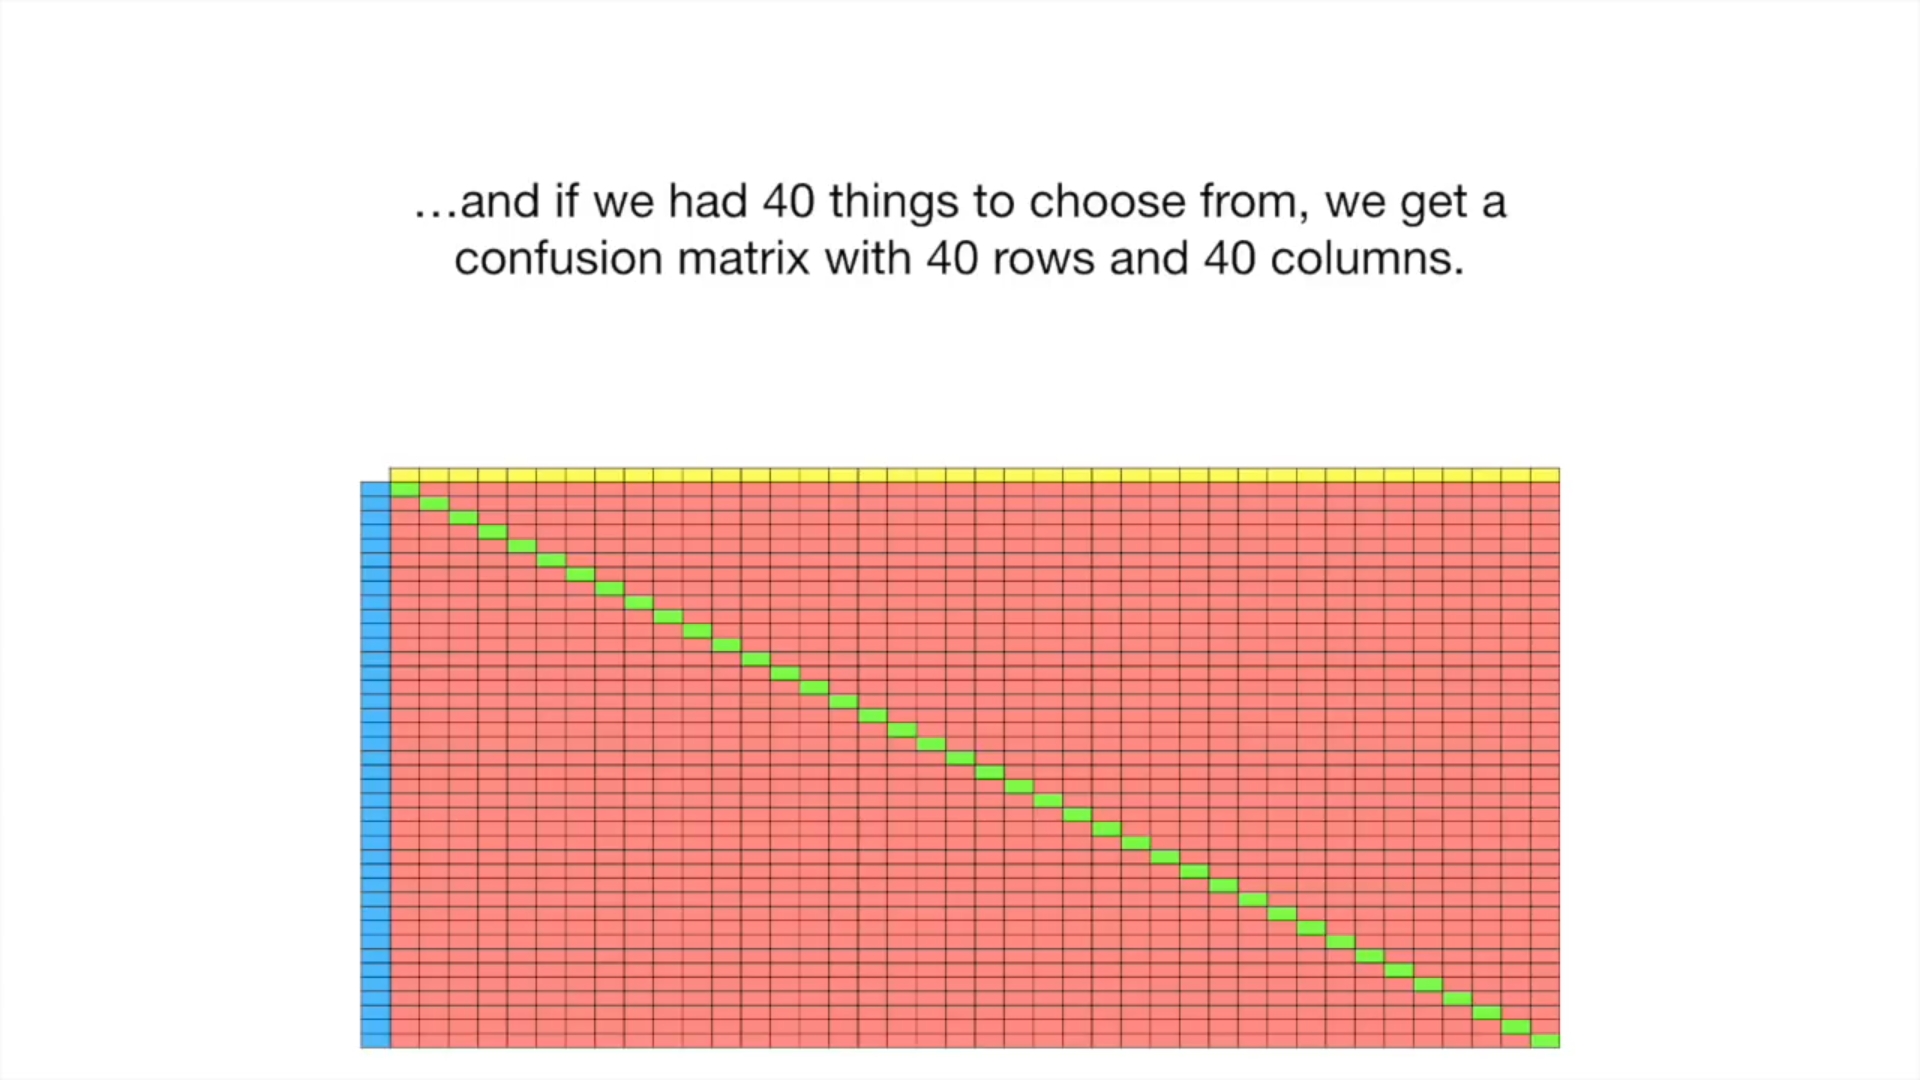 ...and if we had 40 things to choose from, we get a
confusion matrix with 40 rows and 40 columns.